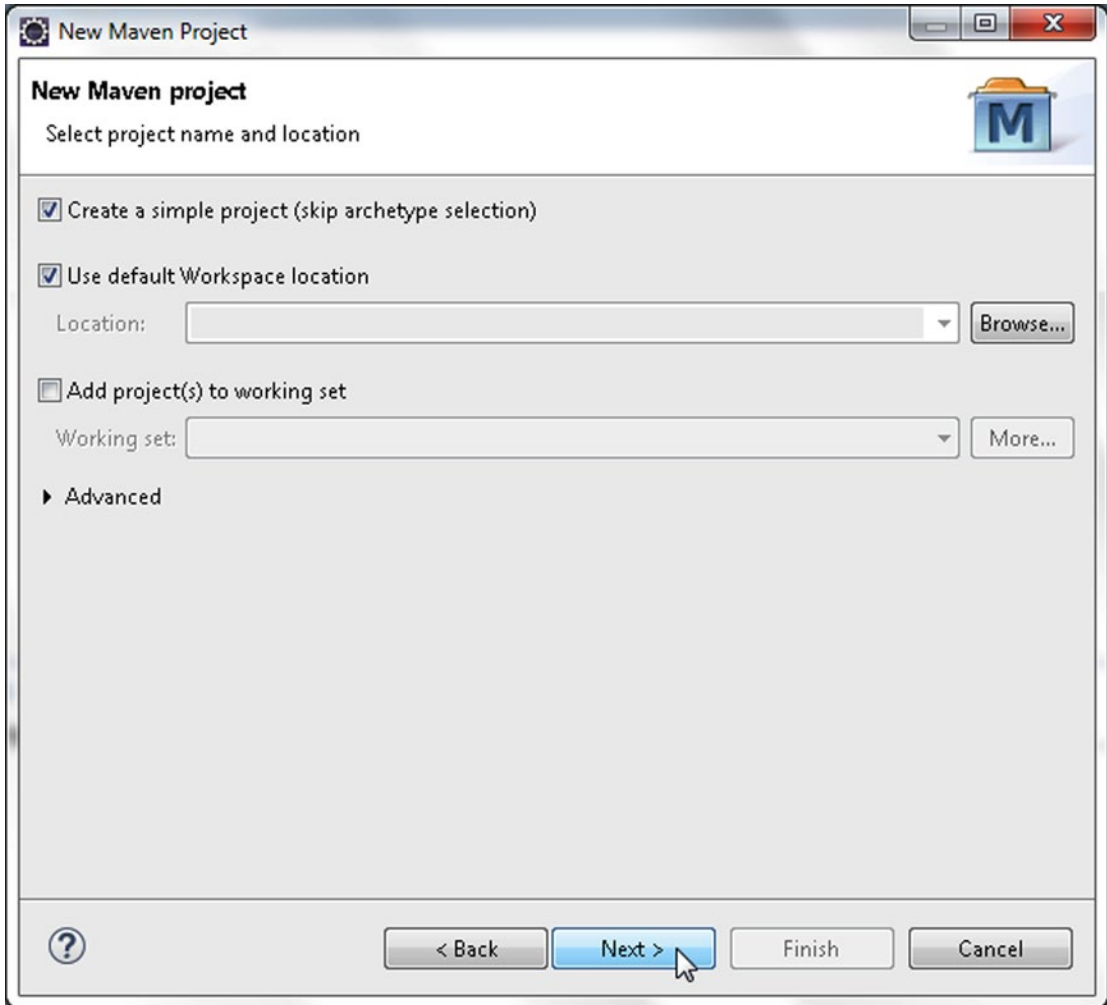 New Maven Project
New Maven project
Select project name and location
M
Create a simple project (skip archetype selection)
Use default Workspace location
Location:
Browse...
Add project(s) to working set
Working set:
More...
Advanced
?
< Back
Next >
Finish
Cancel